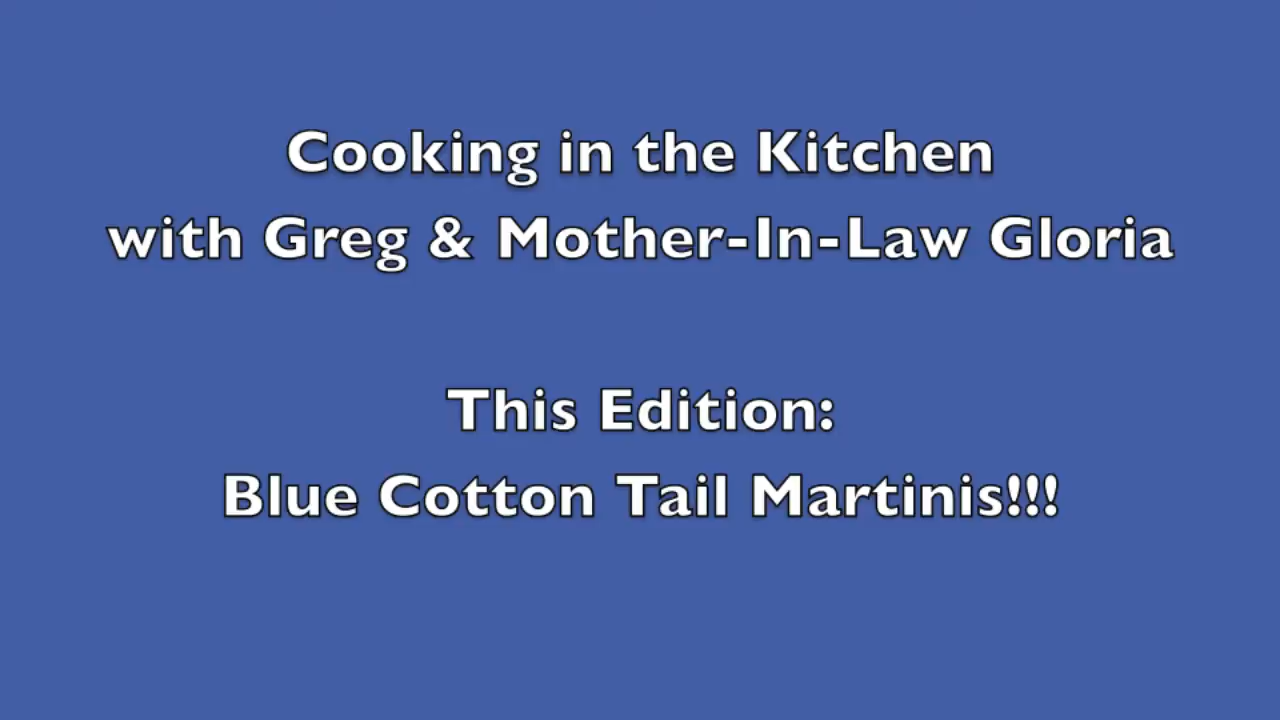 Cooking in the Kitchen
with Greg & Mother-In-Law Gloria
This Edition:
Blue Cotton Tail Martinis!!!